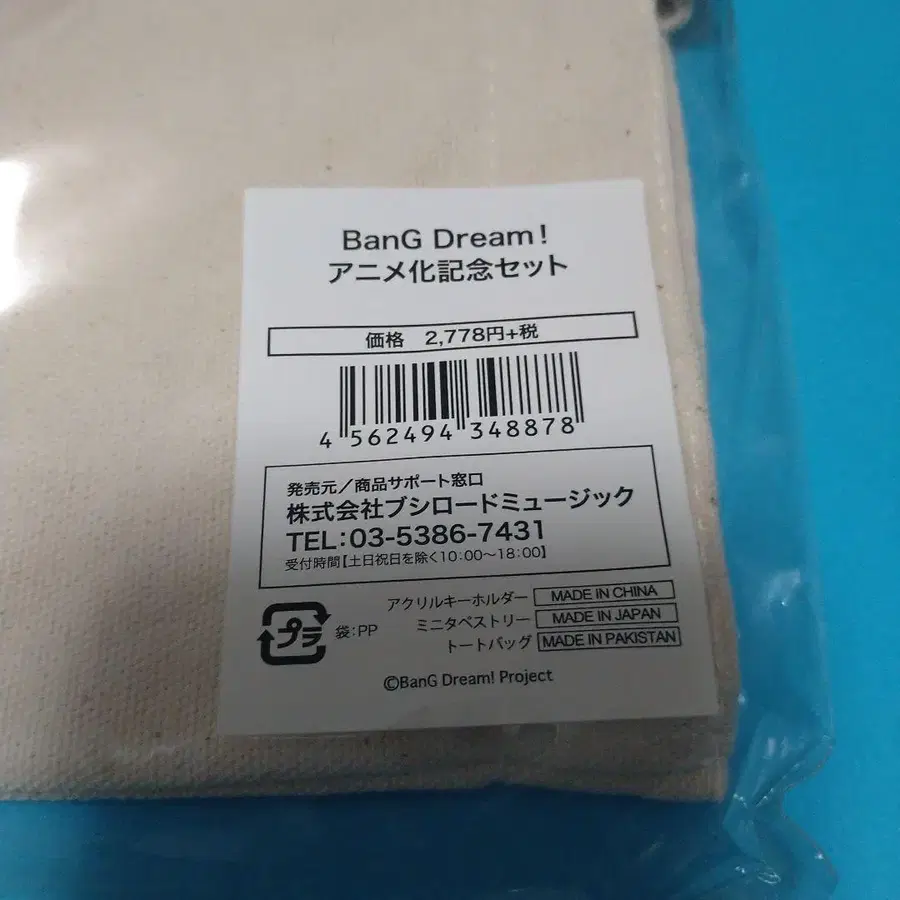 BanG Dream!
アニメ化記念セット
価格 2,778円+税
4 562494 348878
発売元／商品サポート窓口
株式会社ブシロードミュージック
TEL:03-5386-7431
受付時間【土日祝日を除く10:00〜18:00】
アクリルキーホルダー MADE IN CHINA
プラ 袋:PP ミニタペストリー MADE IN JAPAN
トートバッグ MADE IN PAKISTAN
©BanG Dream! Project